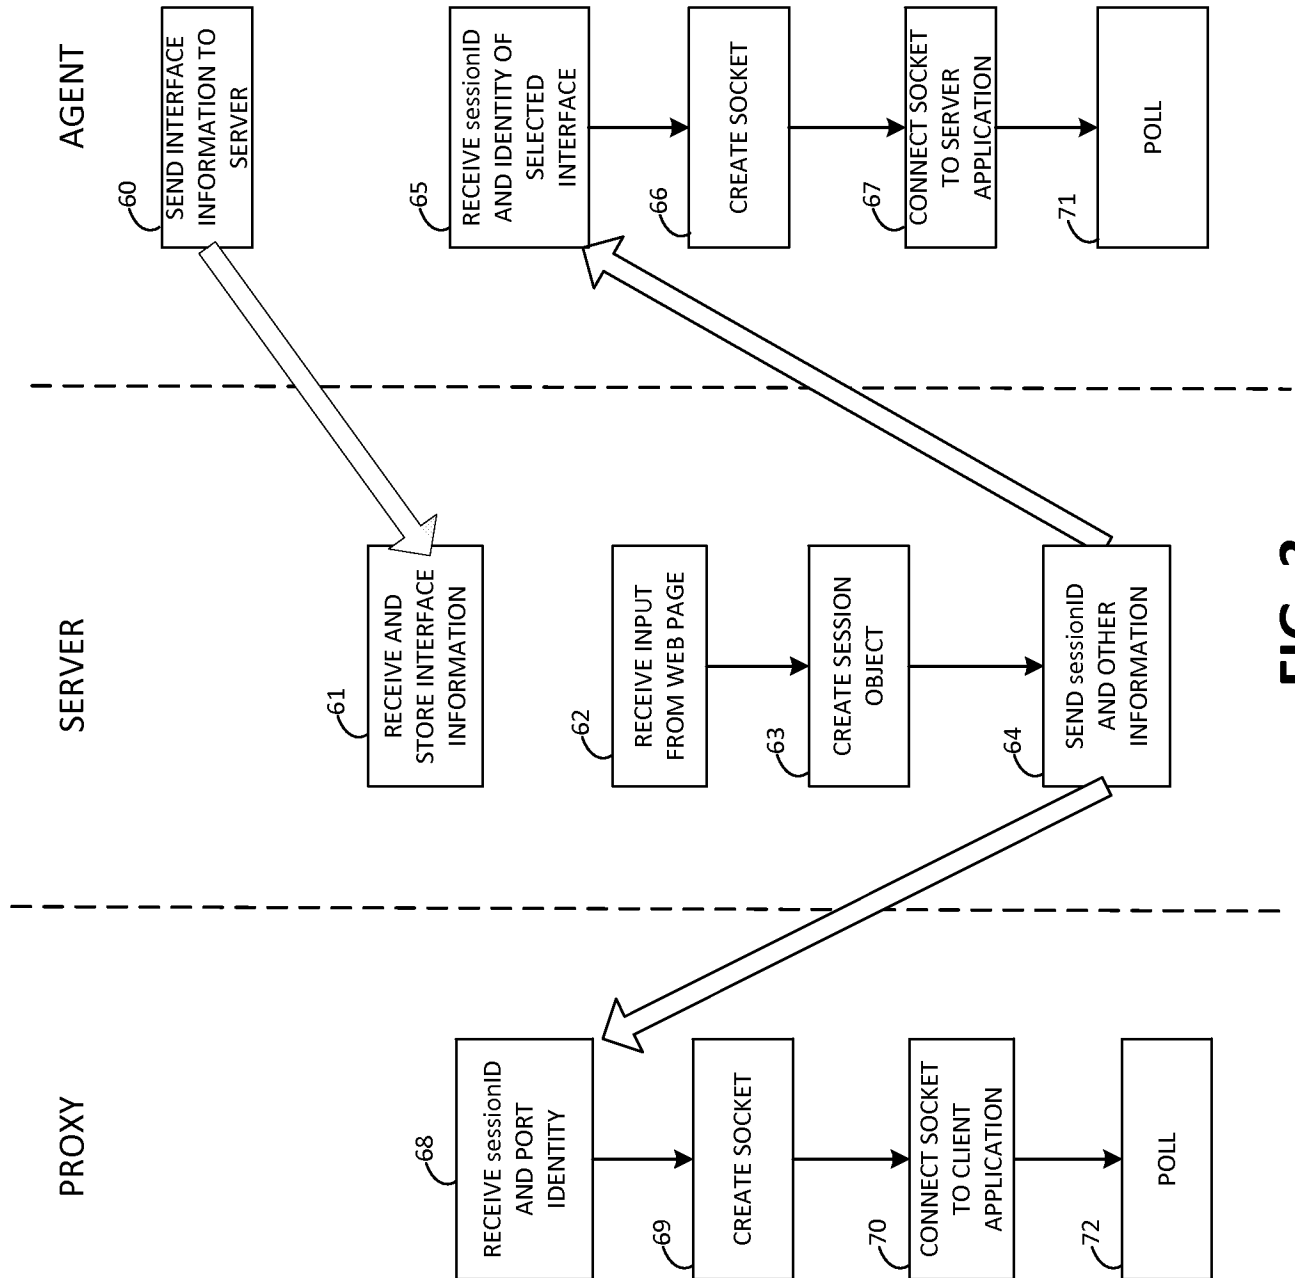 PROXY
SERVER
AGENT
60
SEND INTERFACE
INFORMATION TO
SERVER
61
RECEIVE AND
STORE INTERFACE
INFORMATION
62
RECEIVE INPUT
FROM WEB PAGE
63
CREATE SESSION
OBJECT
64
SEND sessionID
AND OTHER
INFORMATION
65
RECEIVE sessionID
AND IDENTITY OF
SELECTED
INTERFACE
66
CREATE SOCKET
67
CONNECT SOCKET
TO SERVER
APPLICATION
71
POLL
68
RECEIVE sessionID
AND PORT
IDENTITY
69
CREATE SOCKET
70
CONNECT SOCKET
TO CLIENT
APPLICATION
72
POLL
FIG.